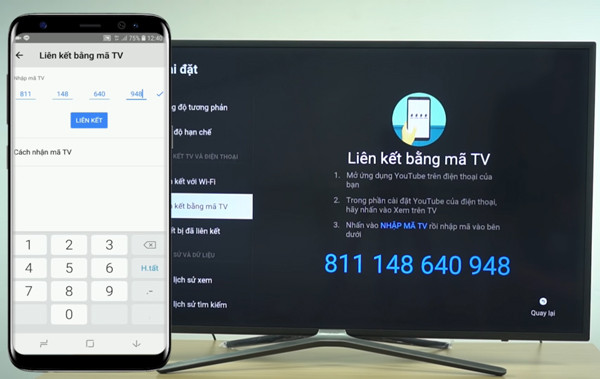 75% 12:40
Liên kết bằng mã TV
Nhập mã TV
811 148 640 948
LIÊN KẾT
Cách nhận mã TV
1 2 3
4 5 6 H.tất
7 8 9 .-
0
i đặt
độ tương phản
độ hạn chế
KẾT TV VÀ ĐIỆN THOẠI
kết với Wi-Fi
kết bằng mã TV
bị đã liên kết
SỬ VÀ DỮ LIỆU
lịch sử xem
lịch sử tìm kiếm
Liên kết bằng mã TV
1. Mở ứng dụng YouTube trên điện thoại của
bạn
2. Trong phần cài đặt YouTube của điện thoại,
hãy nhấn vào Xem trên TV
3. Nhấn vào NHẬP MÃ TV rồi nhập mã vào bên
dưới
811 148 640 948
Quay lại